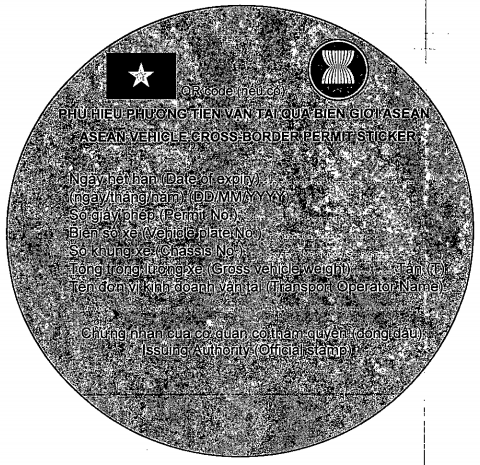 QR code (nếu có)
PHÙ HIỆU PHƯƠNG TIỆN VẬN TẢI QUA BIÊN GIỚI ASEAN
ASEAN VEHICLE CROSS-BORDER PERMIT STICKER
Ngày hết hạn (Date of expiry):
(ngày/tháng/năm) (DD/MM/YYYY)
Số giấy phép (Permit No.):
Biển số xe (Vehicle plate No.):
Số khung xe (Chassis No.):
Tổng trọng lượng xe (Gross vehicle weight): Tấn (T)
Tên đơn vị kinh doanh vận tải (Transport Operator Name):
Chứng nhận của cơ quan có thẩm quyền (đóng dấu):
Issuing Authority (Official stamp):